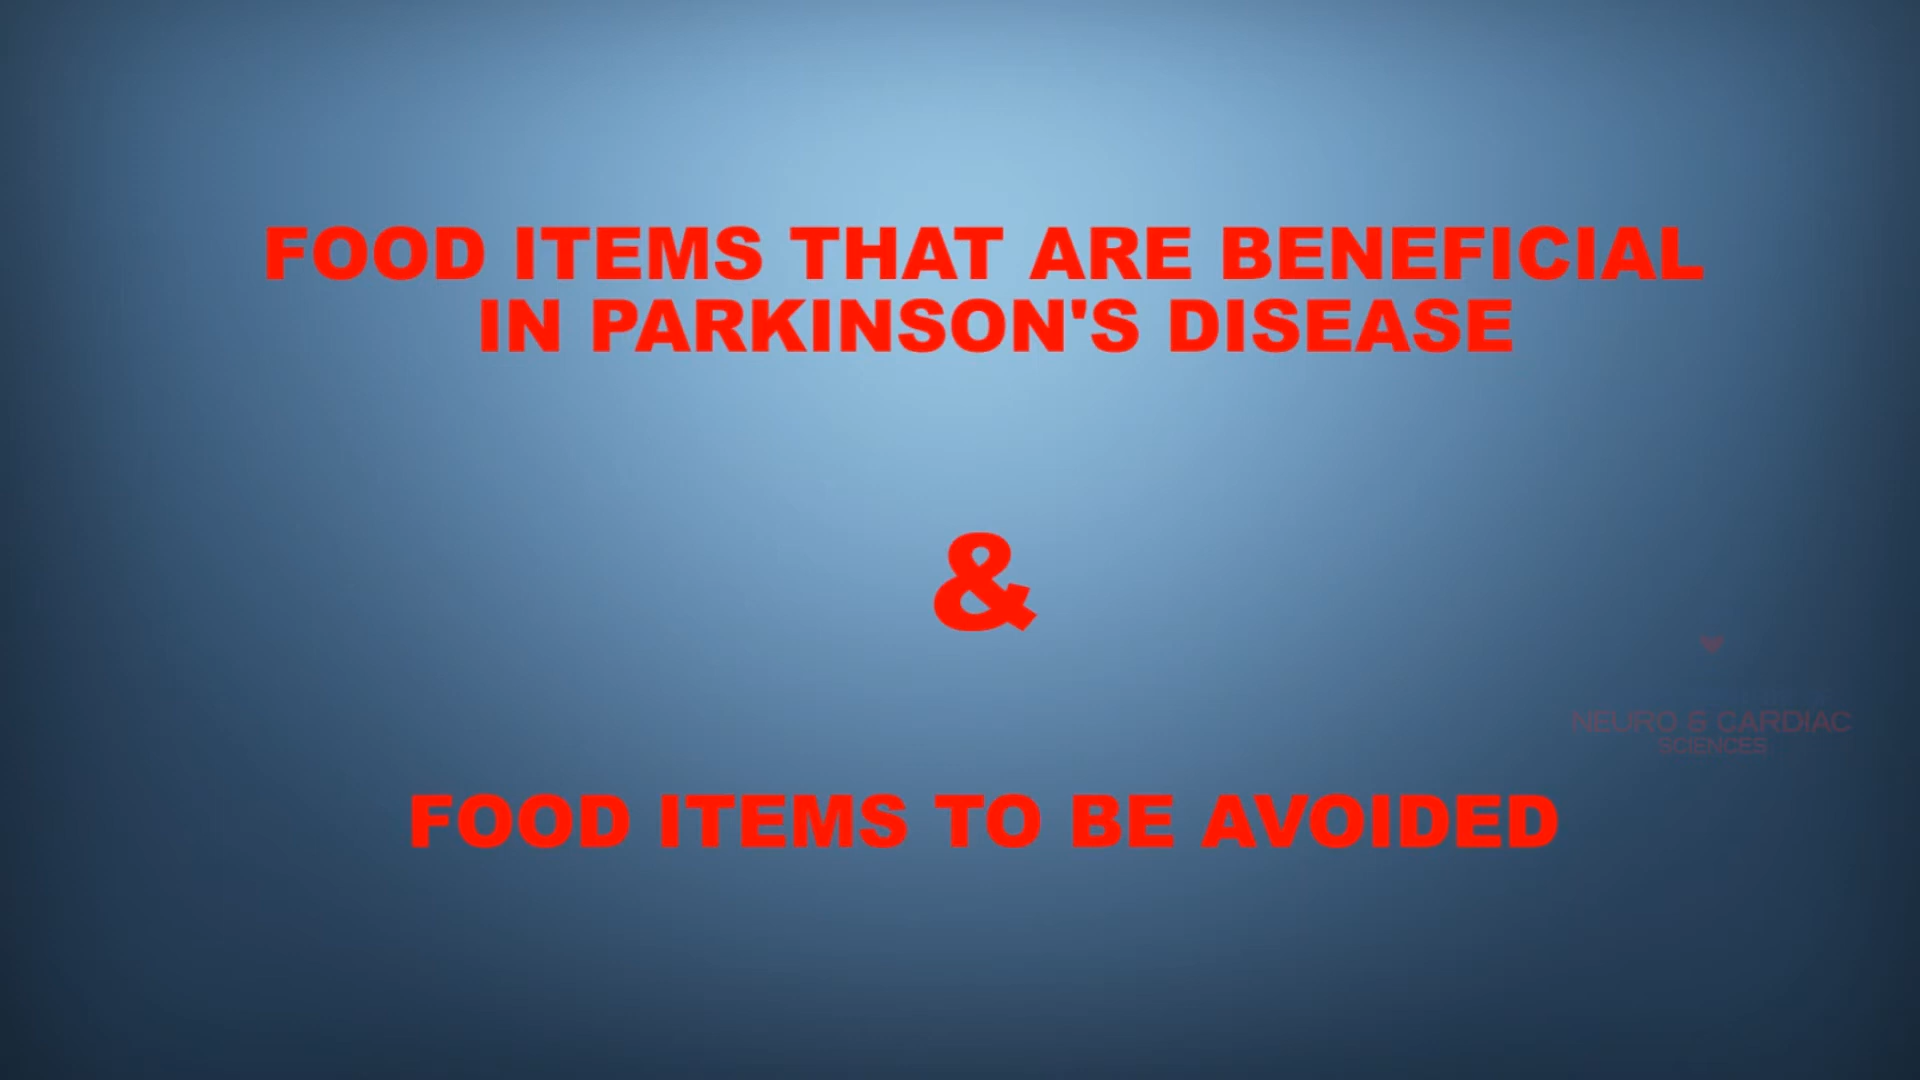 FOOD ITEMS THAT ARE BENEFICIAL
IN PARKINSON'S DISEASE
&
NEURO & CARDIAC
SCIENCES
FOOD ITEMS TO BE AVOIDED